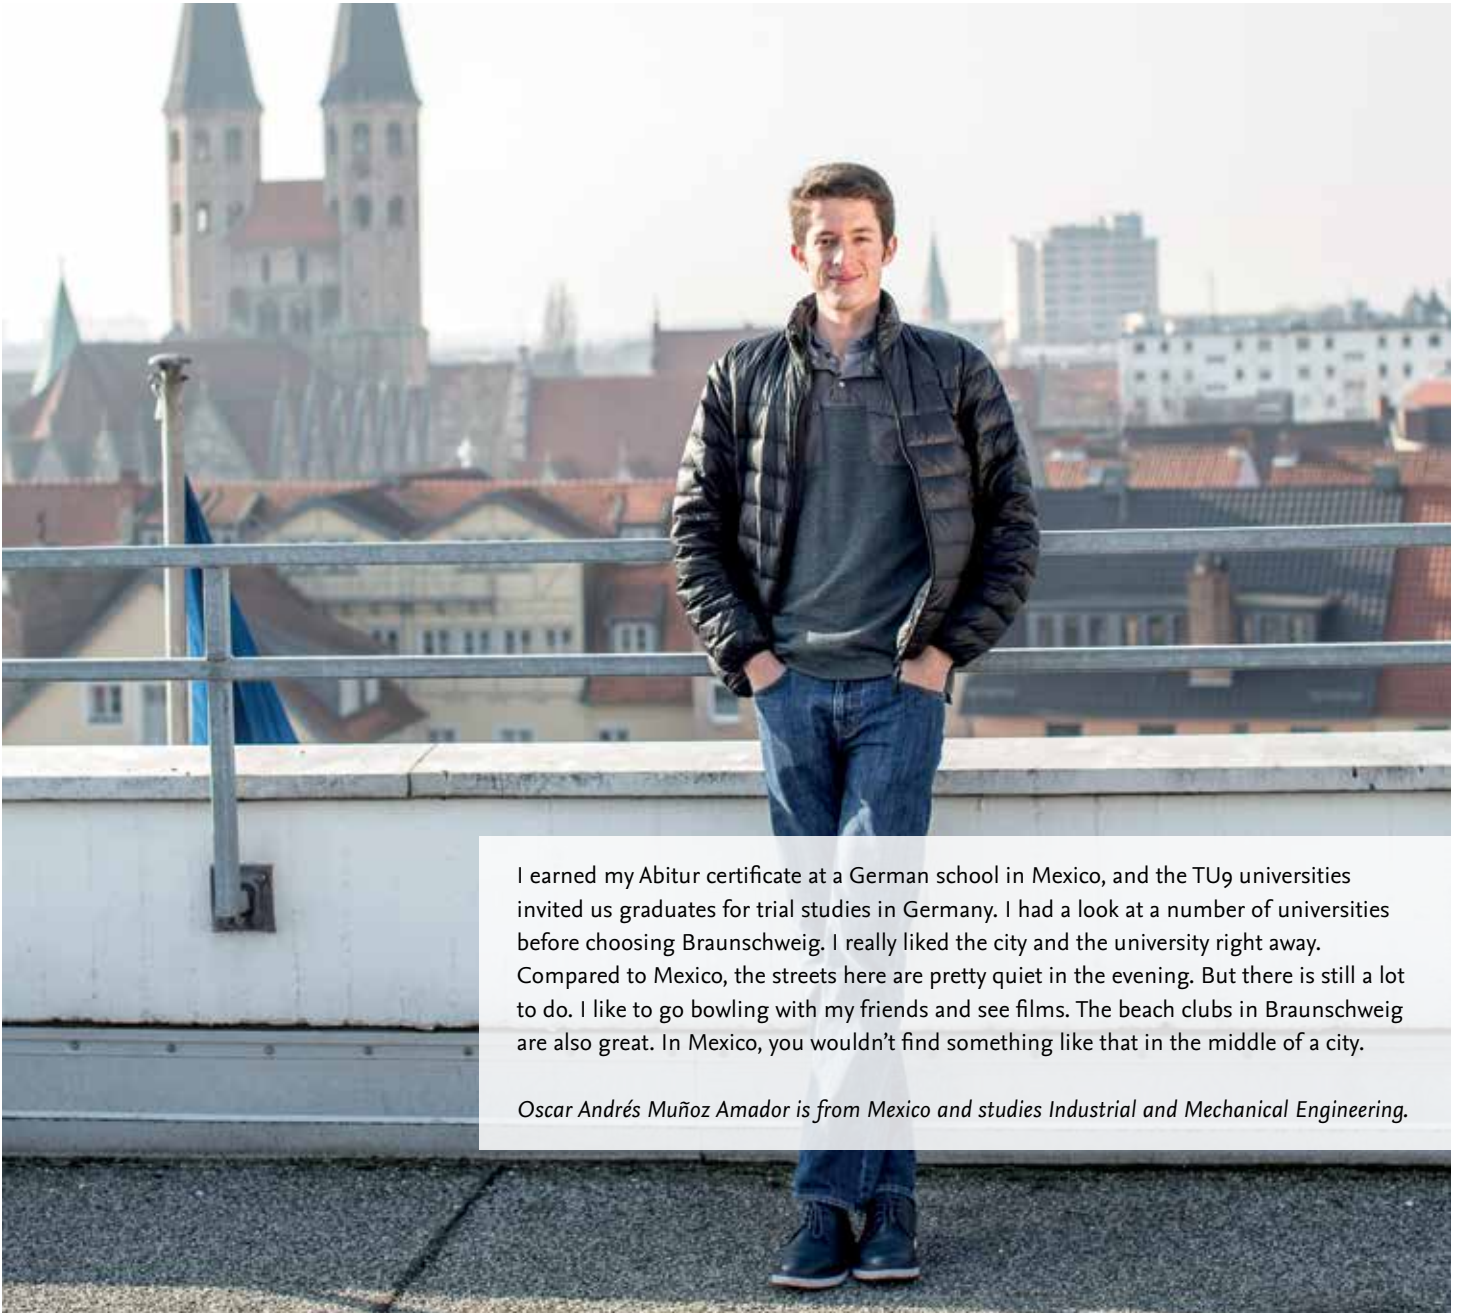 I earned my Abitur certificate at a German school in Mexico, and the TU9 universities
invited us graduates for trial studies in Germany. I had a look at a number of universities
before choosing Braunschweig. I really liked the city and the university right away.
Compared to Mexico, the streets here are pretty quiet in the evening. But there is still a lot
to do. I like to go bowling with my friends and see films. The beach clubs in Braunschweig
are also great. In Mexico, you wouldn’t find something like that in the middle of a city.
Oscar Andrés Muñoz Amador is from Mexico and studies Industrial and Mechanical Engineering.